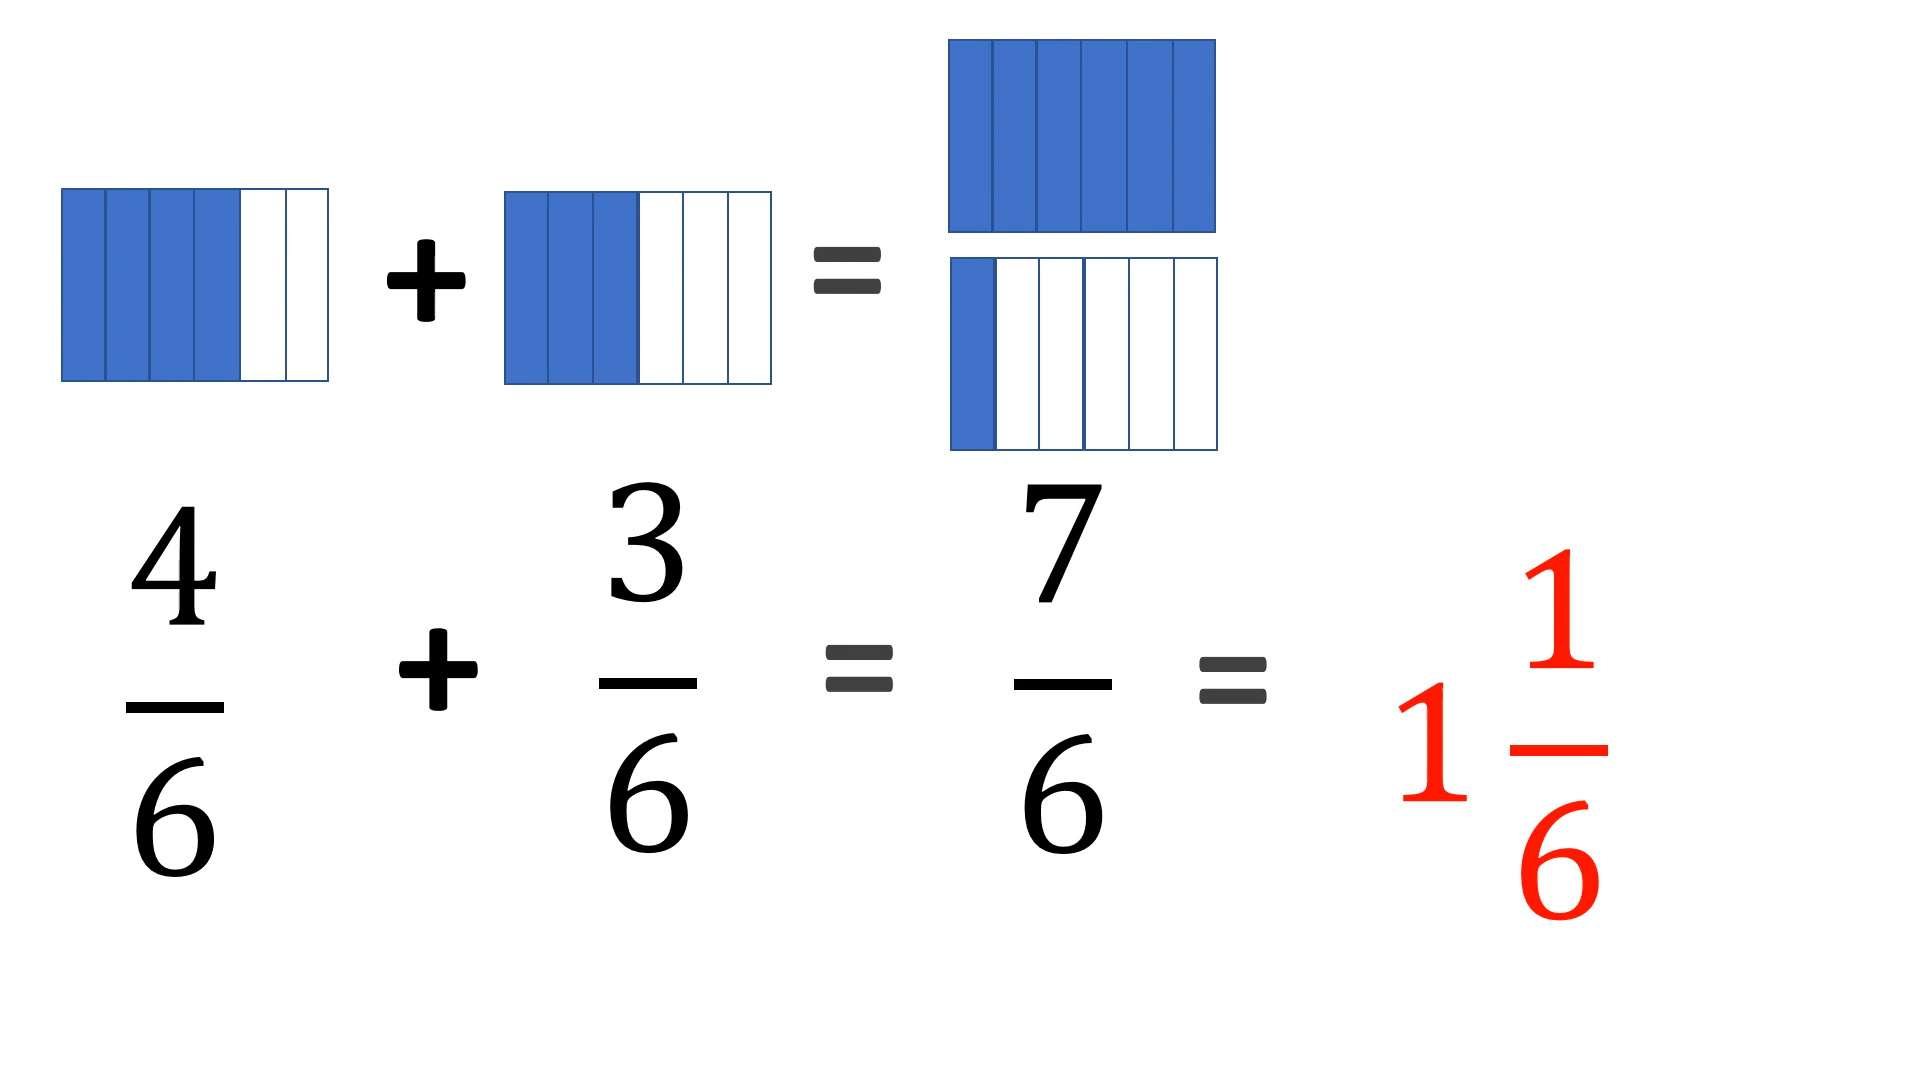 + =
4/6 + 3/6 = 7/6 = 1 1/6